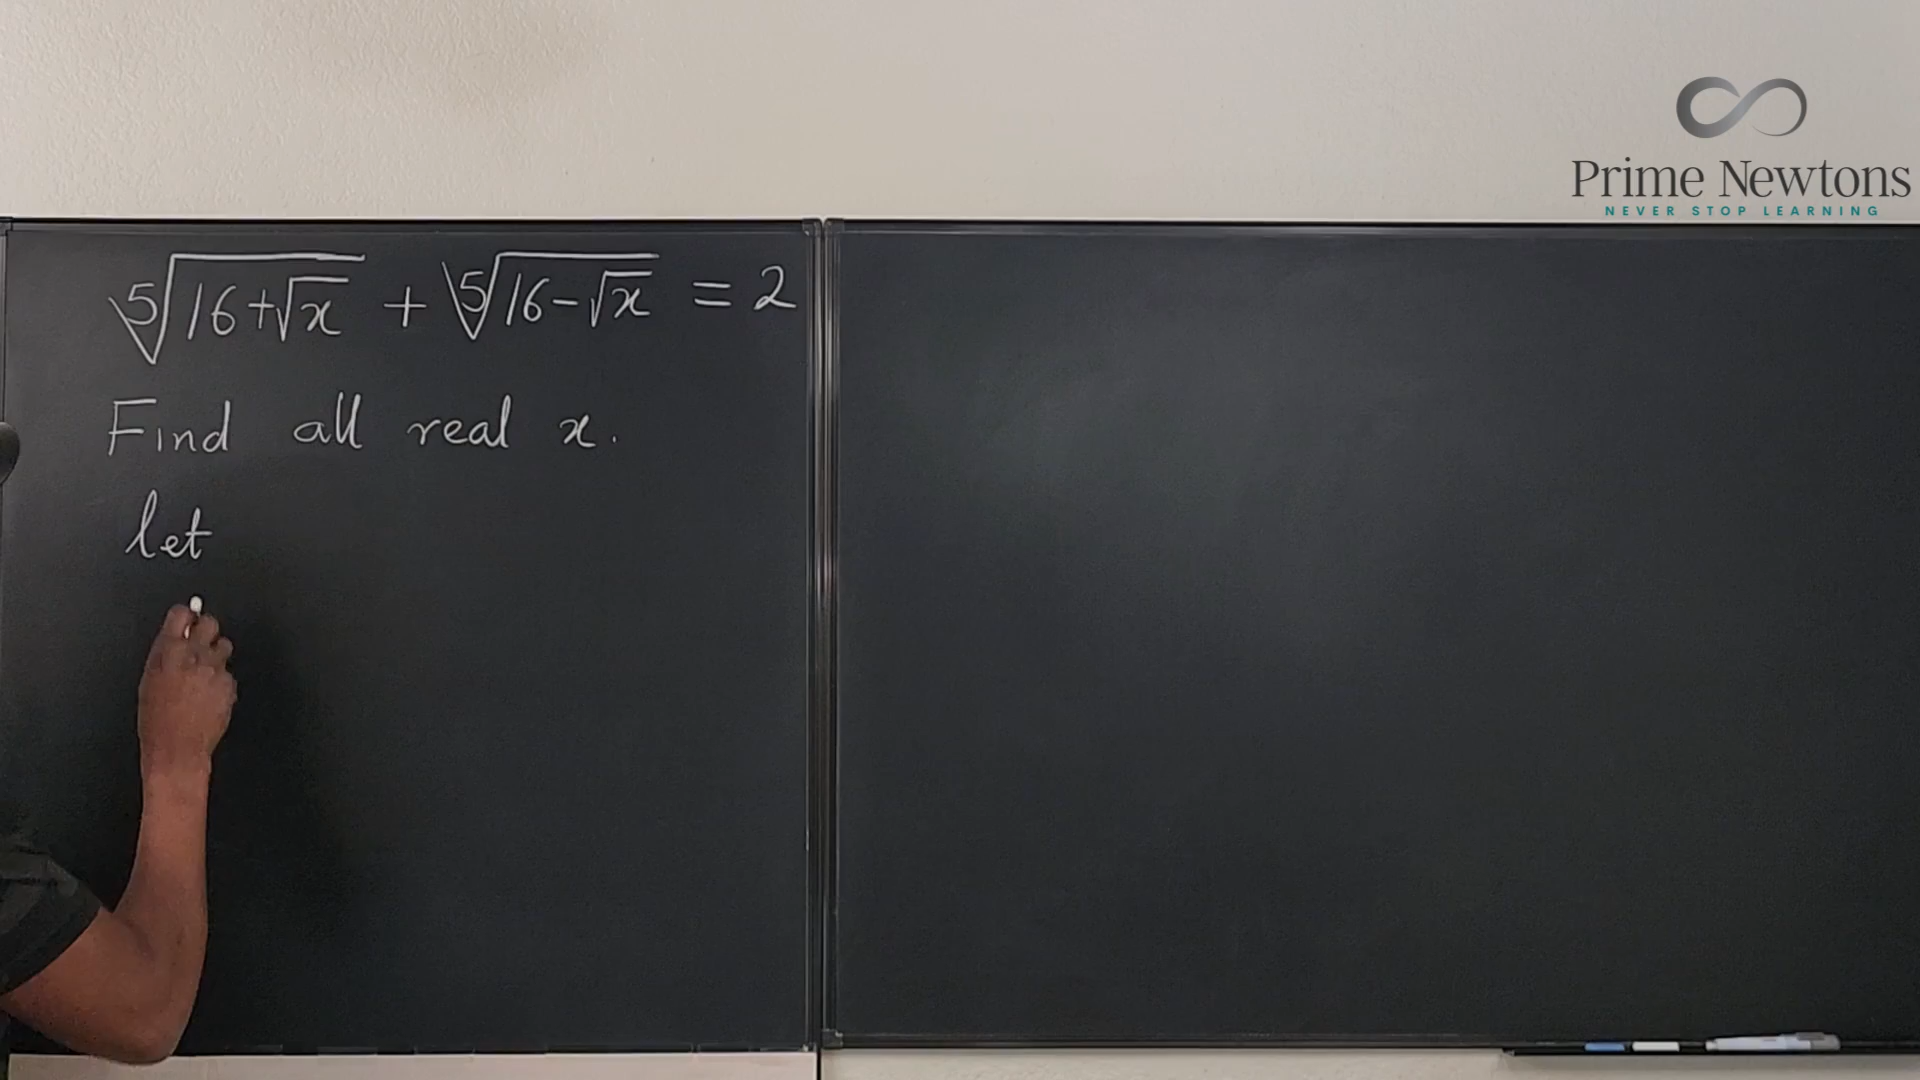 Prime Newtons
NEVER STOP LEARNING
⁵√(16+√x) + ⁵√(16-√x) = 2
Find all real x.
let